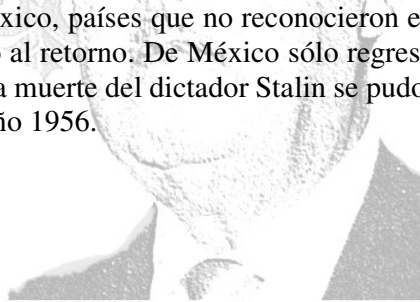 xico, países que no reconocieron e
o al retorno. De México sólo regres
a muerte del dictador Stalin se pudo
ño 1956.